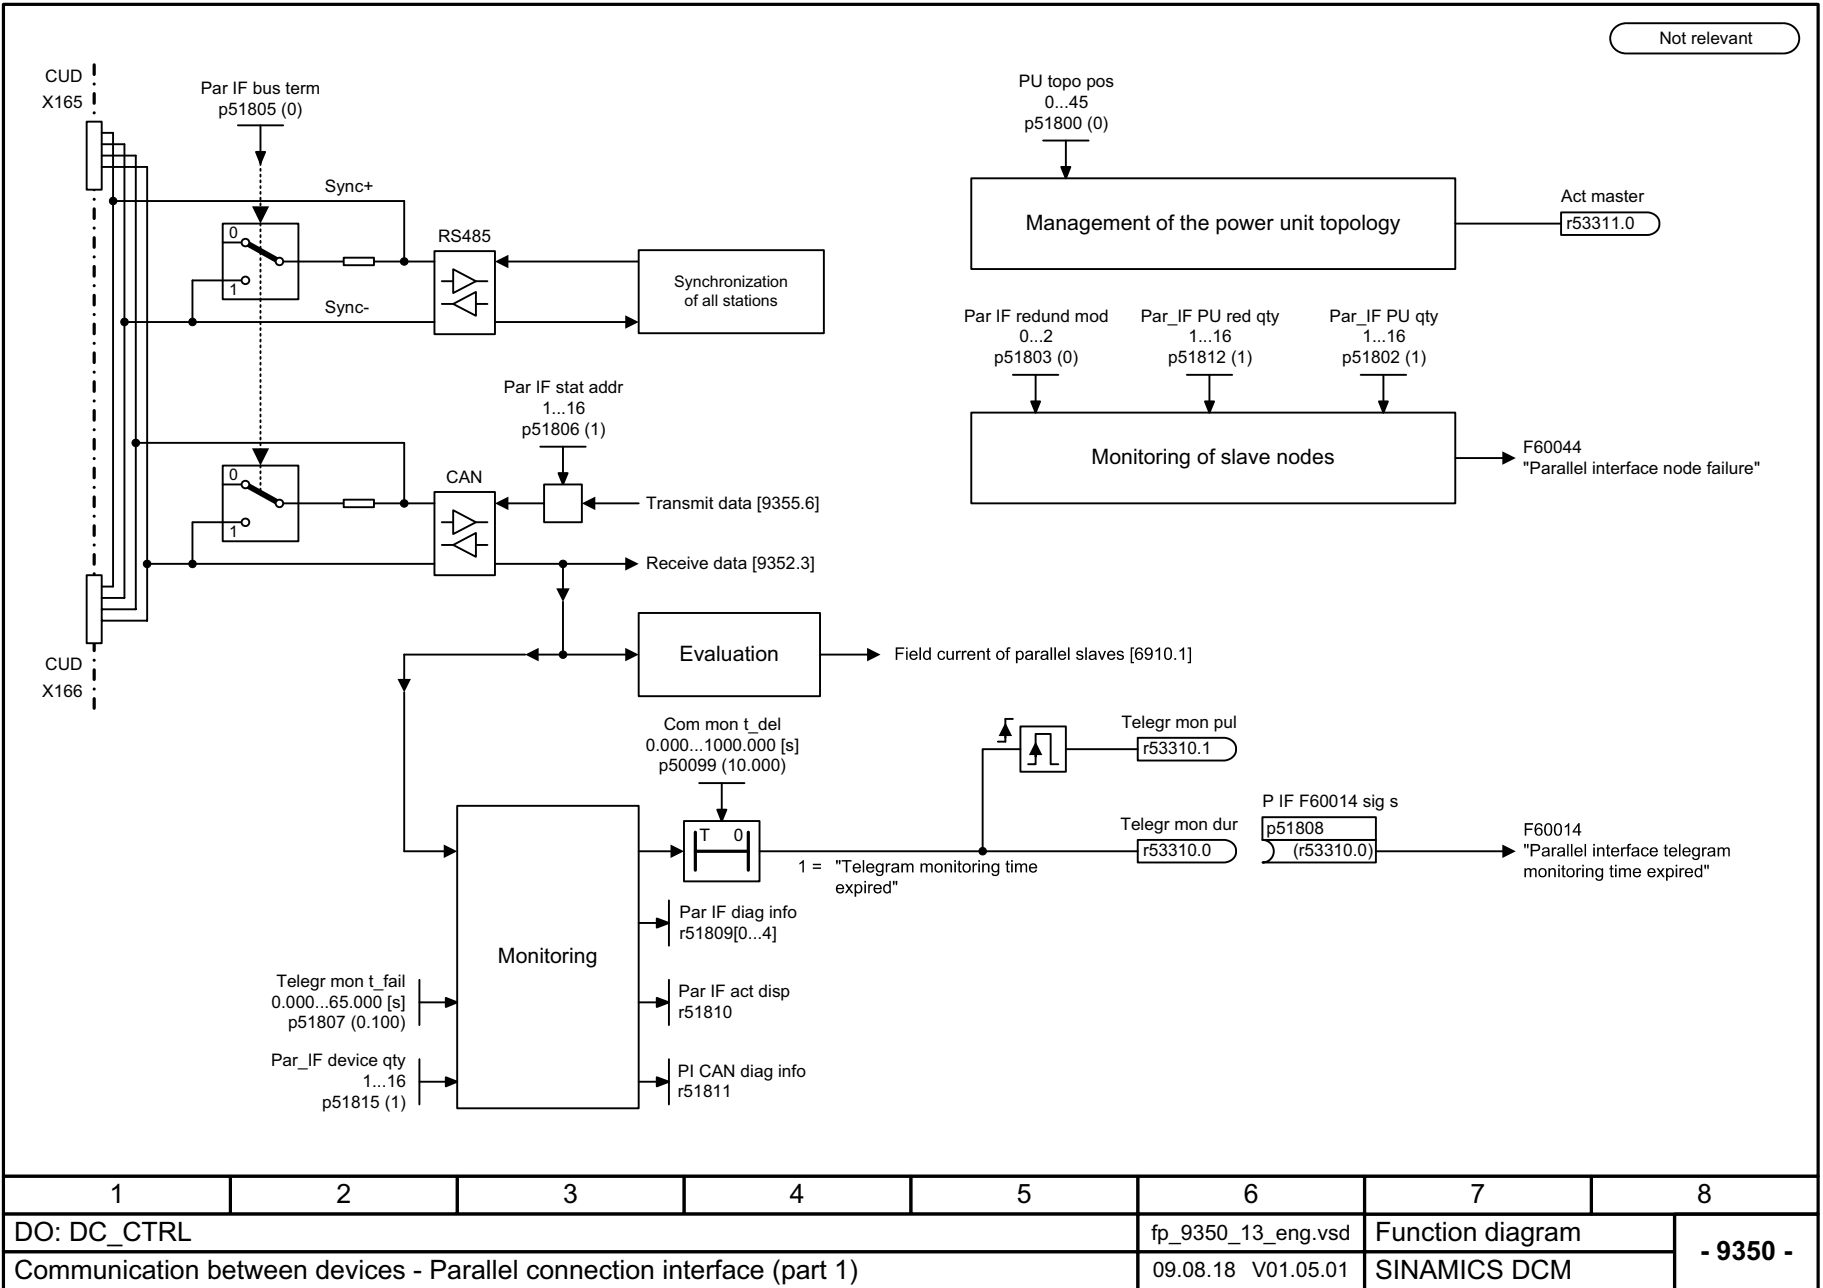 Not relevant
CUD
X165
Par IF bus term
p51805 (0)
PU topo pos
0...45
p51800 (0)
Sync+
0
1
Sync-
RS485
Synchronization
of all stations
Management of the power unit topology
Act master
r53311.0
Par IF redund mod
0...2
p51803 (0)
Par_IF PU red qty
1...16
p51812 (1)
Par_IF PU qty
1...16
p51802 (1)
Par IF stat addr
1...16
p51806 (1)
Monitoring of slave nodes
F60044
"Parallel interface node failure"
0
1
CAN
Transmit data [9355.6]
Receive data [9352.3]
CUD
X166
Evaluation
Field current of parallel slaves [6910.1]
Com mon t_del
0.000...1000.000 [s]
p50099 (10.000)
Telegr mon pul
r53310.1
T 0
1 = "Telegram monitoring time
expired"
Telegr mon dur
r53310.0
P IF F60014 sig s
p51808
(r53310.0)
F60014
"Parallel interface telegram
monitoring time expired"
Monitoring
Par IF diag info
r51809[0...4]
Telegr mon t_fail
0.000...65.000 [s]
p51807 (0.100)
Par IF act disp
r51810
Par_IF device qty
1...16
p51815 (1)
PI CAN diag info
r51811
1 2 3 4 5 6 7 8
DO: DC_CTRL
fp_9350_13_eng.vsd
Function diagram
- 9350 -
Communication between devices - Parallel connection interface (part 1)
09.08.18 V01.05.01
SINAMICS DCM